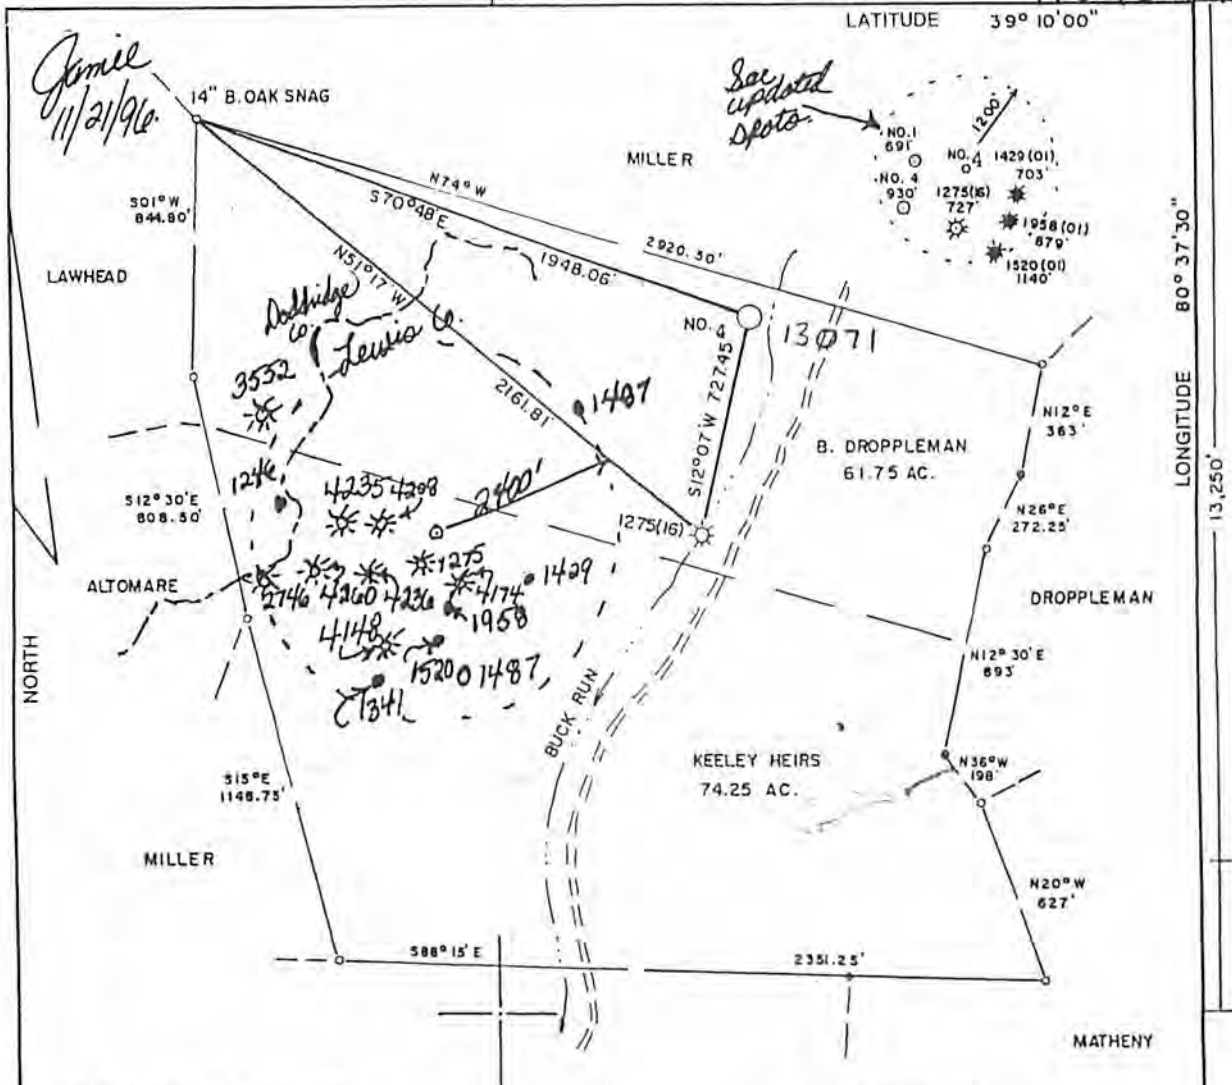 LATITUDE 39° 10' 00"
Jamie
11/21/96.
14" B. OAK SNAG
See
updated
spots.
1200'
NO. 1
691'
NO. 4
1429(01)
703'
NO. 4
930'
1275(16)
727'
1958(01)
879'
1520(01)
1140'
MILLER
N74°W
2920.50'
S70°48'E
1948.06'
S01°W
844.80'
LAWHEAD
N51°17'W
2161.81'
Doddridge
Co.
Lewis Co.
LONGITUDE 80° 37' 30"
13,250'
NO. 4
13071
S12°07'W 727.45'
N12°E
363'
3532
1487
B. DROPPLEMAN
61.75 AC.
1246
4235
4298
2400'
S12°30'E
808.50'
1275(16)
N26°E
272.25'
ALTOMARE
2746
4260
4236
1275
4174
1429
1958
DROPPLEMAN
4148
1520
1487
1341
N12°30'E
693'
NORTH
BUCK RUN
KEELEY HEIRS
74.25 AC.
N36°W
198'
S15°E
1146.75'
MILLER
N20°W
627'
S88°15'E
2351.25'
MATHENY